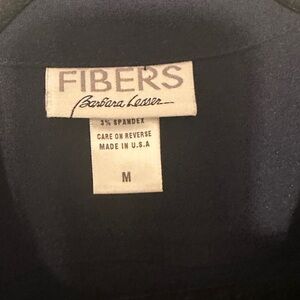 FIBERS
Barbara Lesser
3% SPANDEX
CARE ON REVERSE
MADE IN U.S.A
M